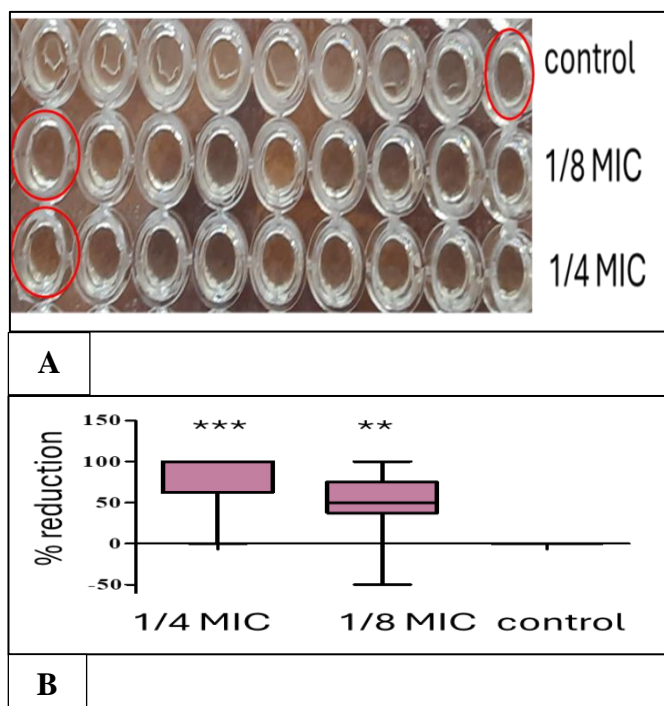 control
1/8 MIC
1/4 MIC
A
% reduction
150
100
50
0
-50
***
**
1/4 MIC 1/8 MIC control
B